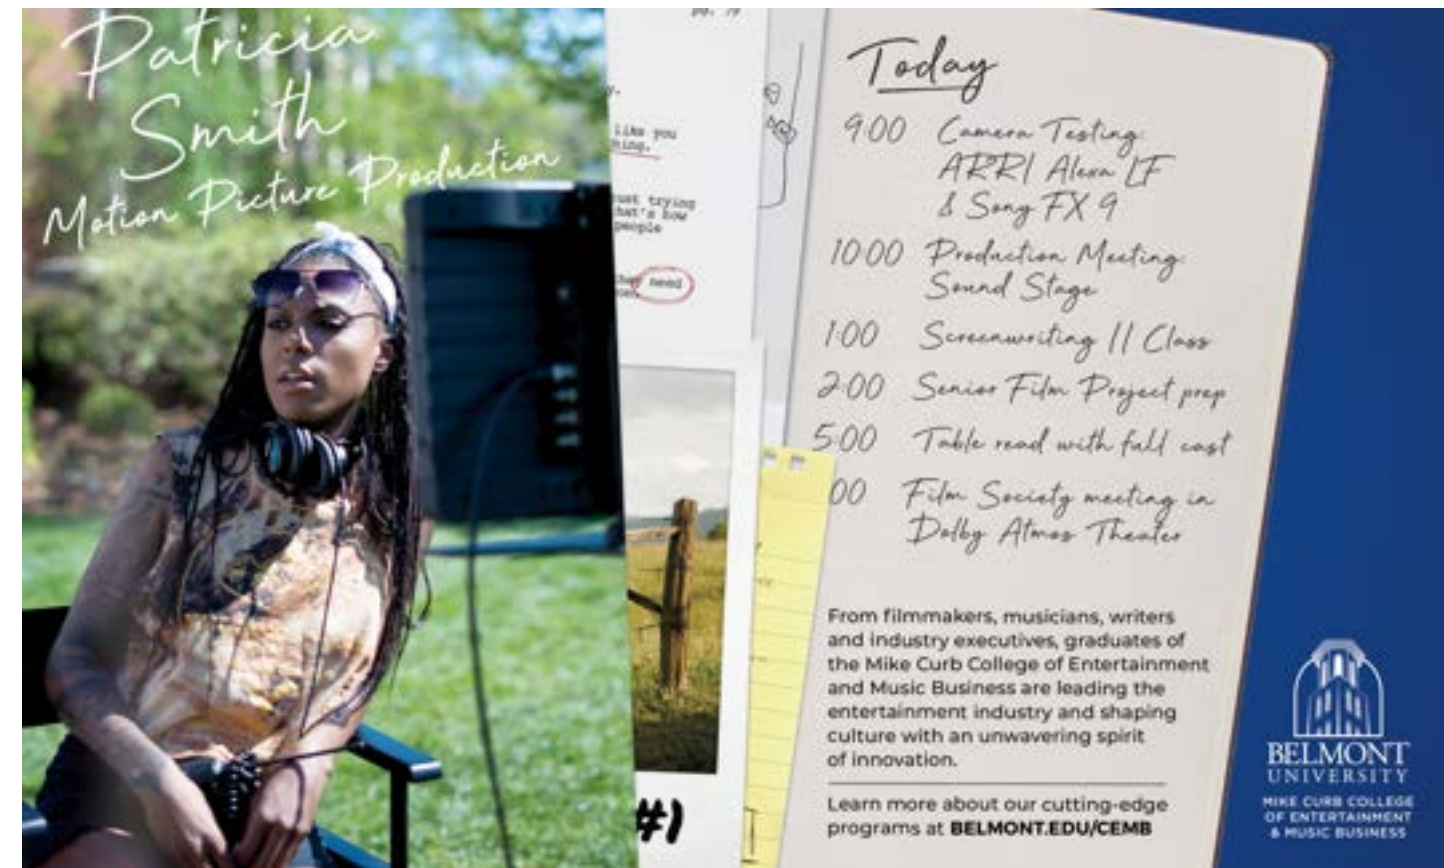 Patricia
Smith
Motion Picture Production
like you
hing.
ust trying
hat's how
people
need
#1
Today
9:00 Camera Testing:
ARRI Alexa LF
& Sony FX 9
10:00 Production Meeting:
Sound Stage
1:00 Screenwriting II Class
2:00 Senior Film Project prep
5:00 Table read with full cast
:00 Film Society meeting in
Dolby Atmos Theater
From filmmakers, musicians, writers
and industry executives, graduates of
the Mike Curb College of Entertainment
and Music Business are leading the
entertainment industry and shaping
culture with an unwavering spirit
of innovation.
Learn more about our cutting-edge
programs at BELMONT.EDU/CEMB
BELMONT
UNIVERSITY
MIKE CURB COLLEGE
OF ENTERTAINMENT
& MUSIC BUSINESS